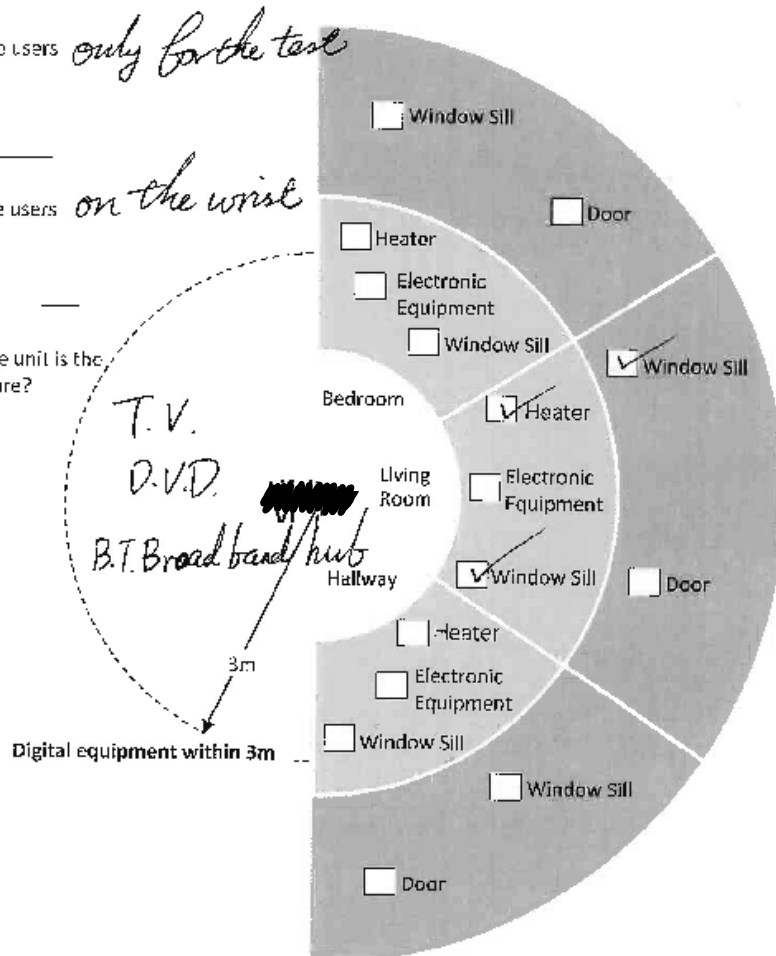 o users only for the test
Window Sill
Door
e users on the wrist
Heater
Electronic
Equipment
Window Sill
Window Sill
e unit is the
ure?
Bedroom
Heater
T.V.
D.V.D.
Living
Room
Electronic
Equipment
B.T. Broad band hub
Hallway
Window Sill
Door
Heater
3m
Electronic
Equipment
Digital equipment within 3m
Window Sill
Window Sill
Door